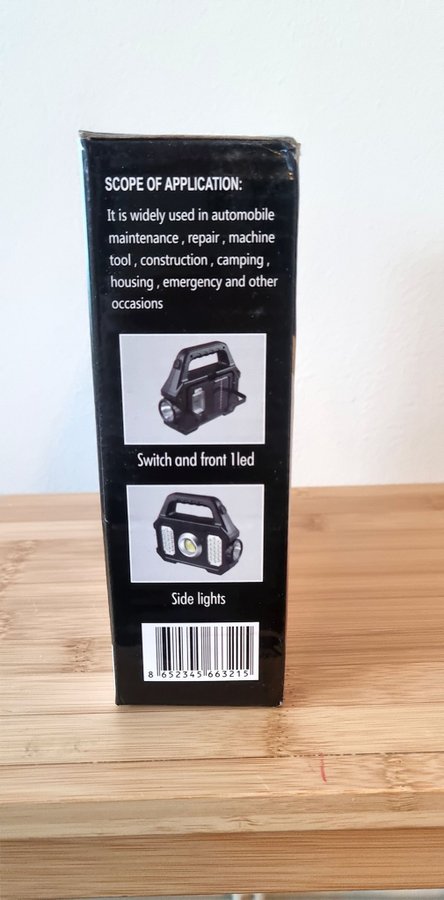 SCOPE OF APPLICATION:
It is widely used in automobile
maintenance , repair , machine
tool , construction , camping ,
housing , emergency and other
occasions
Switch and front 1led
Side lights
8 652345 663215